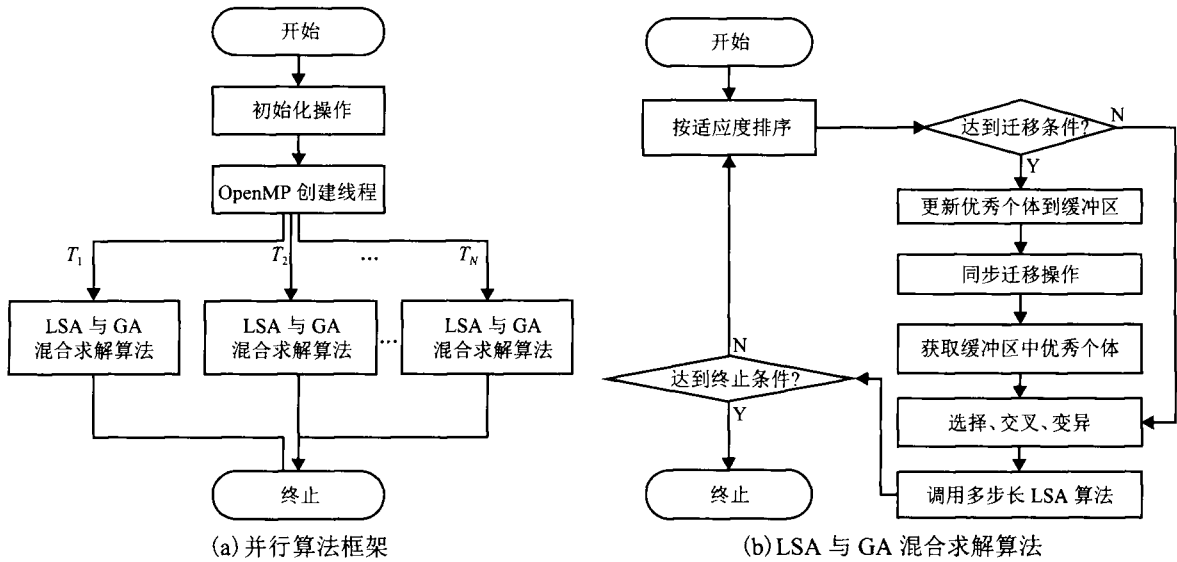 开始
初始化操作
OpenMP 创建线程
T1
T2
...
TN
LSA 与 GA
混合求解算法
LSA 与 GA
混合求解算法
...
LSA 与 GA
混合求解算法
终止
(a)并行算法框架
开始
按适应度排序
达到迁移条件?
N
Y
更新优秀个体到缓冲区
同步迁移操作
获取缓冲区中优秀个体
选择、交叉、变异
调用多步长 LSA 算法
N
达到终止条件?
Y
终止
(b)LSA 与 GA 混合求解算法